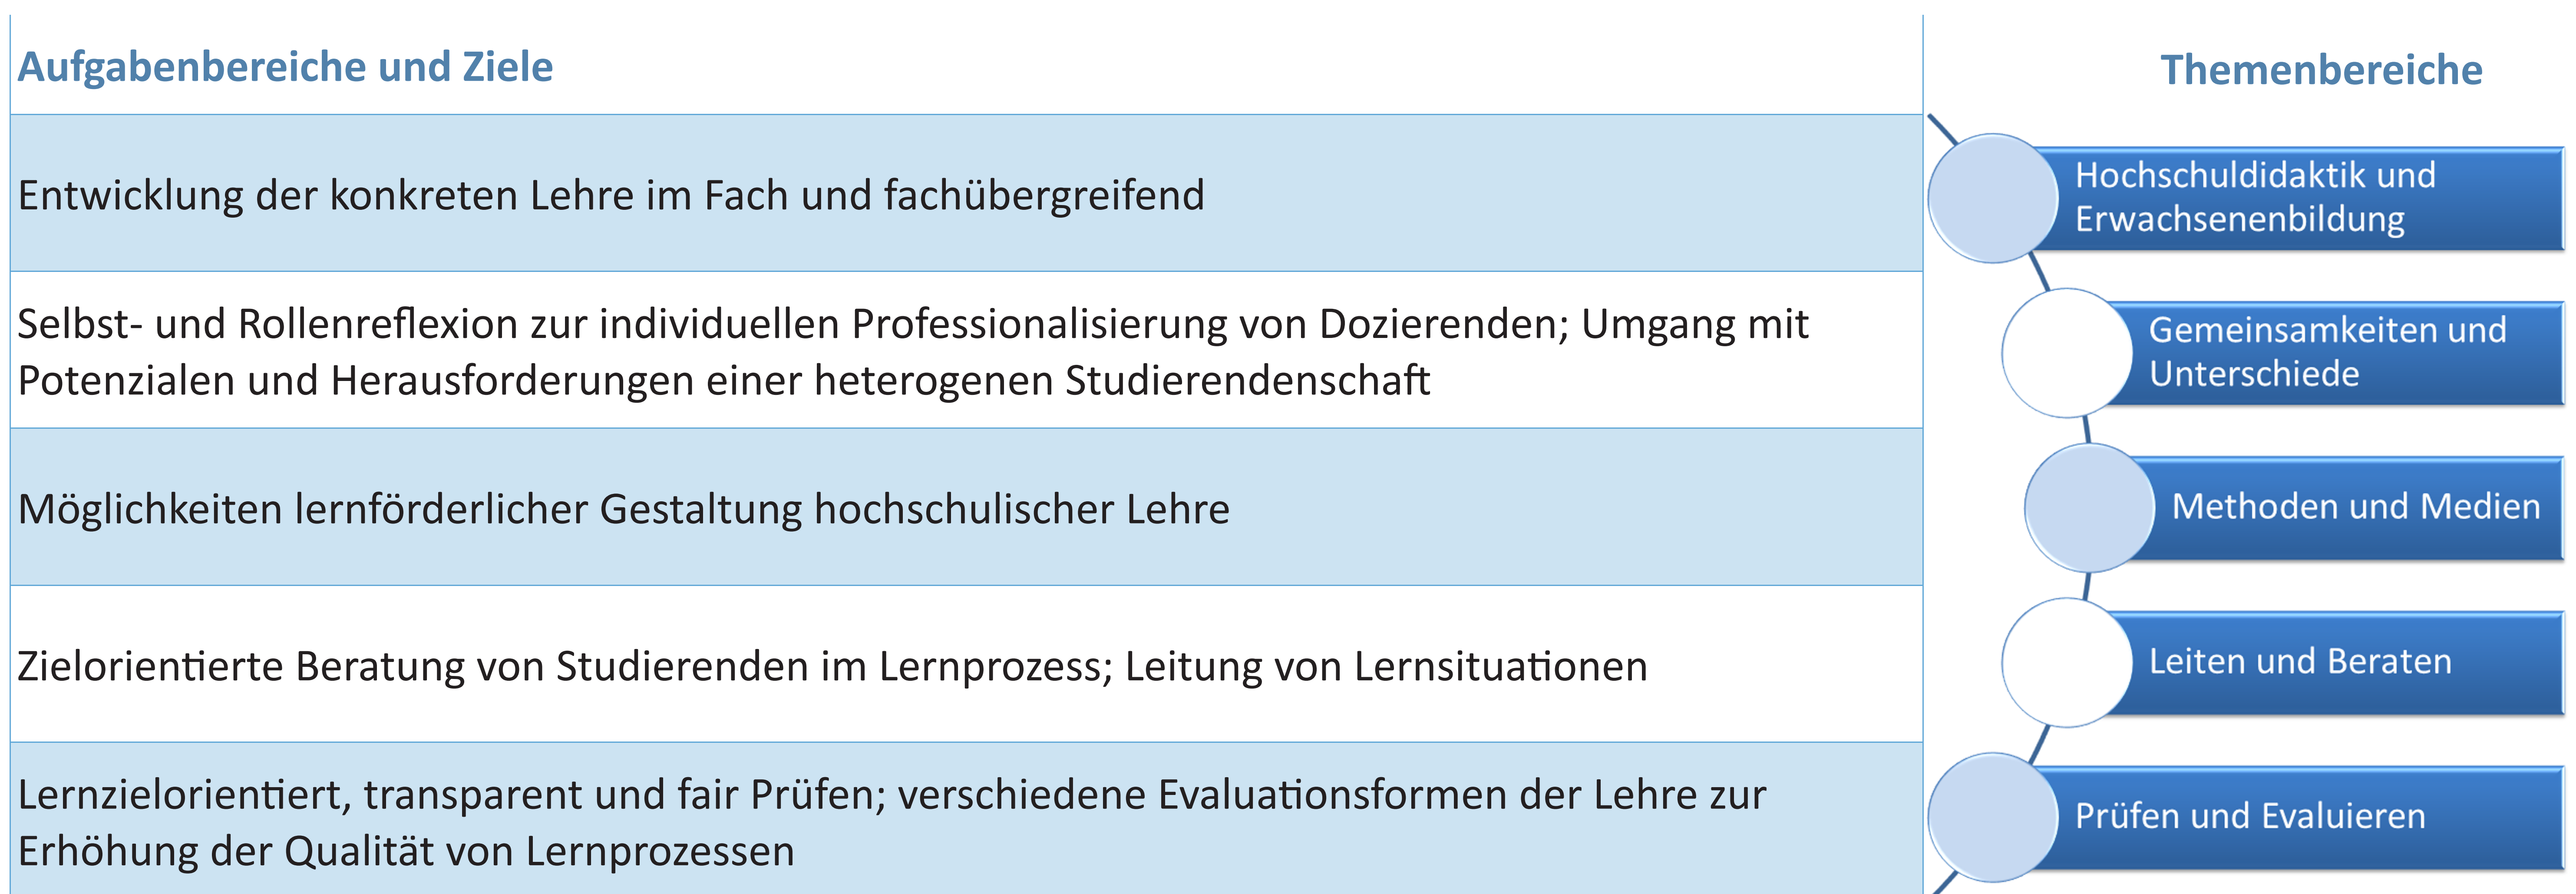 Aufgabenbereiche und Ziele
Themenbereiche
Entwicklung der konkreten Lehre im Fach und fachübergreifend
Hochschuldidaktik und
Erwachsenenbildung
Selbst- und Rollenreflexion zur individuellen Professionalisierung von Dozierenden; Umgang mit
Potenzialen und Herausforderungen einer heterogenen Studierendenschaft
Gemeinsamkeiten und
Unterschiede
Möglichkeiten lernförderlicher Gestaltung hochschulischer Lehre
Methoden und Medien
Zielorientierte Beratung von Studierenden im Lernprozess; Leitung von Lernsituationen
Leiten und Beraten
Lernzielorientiert, transparent und fair Prüfen; verschiedene Evaluationsformen der Lehre zur
Erhöhung der Qualität von Lernprozessen
Prüfen und Evaluieren